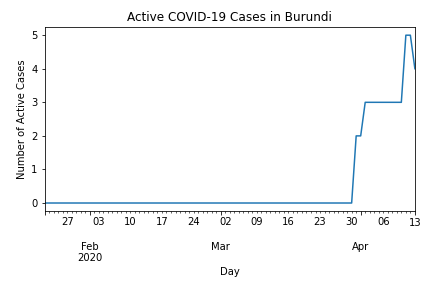 Active COVID-19 Cases in Burundi
5
4
3
2
1
0
Number of Active Cases
27 03 10 17 24 02 09 16 23 30 06 13
Feb Mar Apr
2020
Day